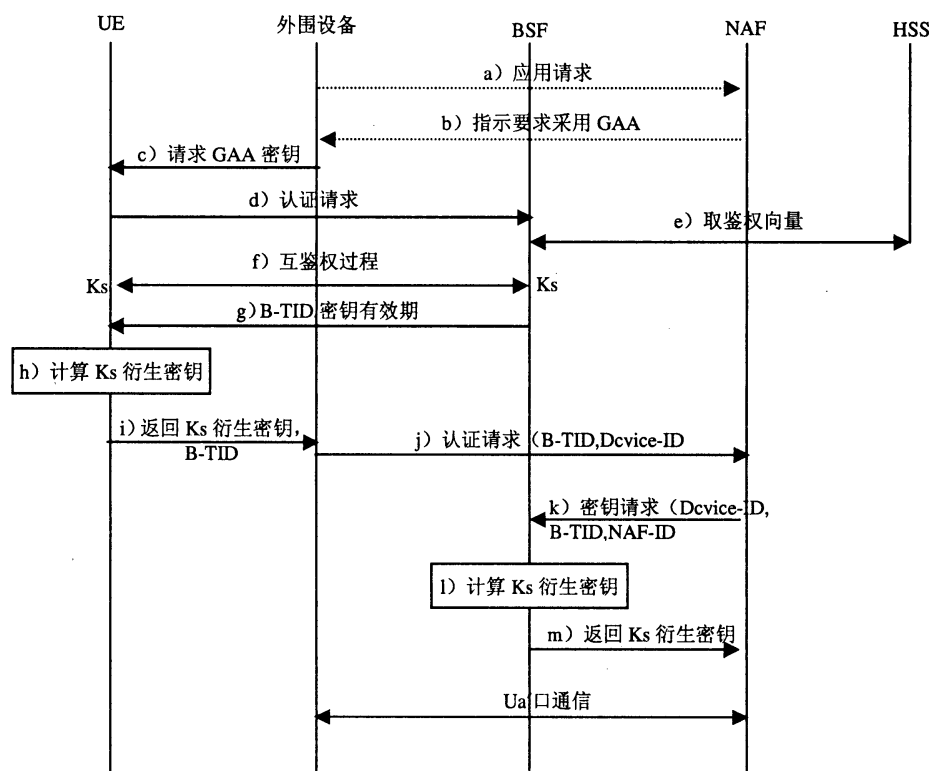 UE 外围设备 BSF NAF HSS
a）应用请求
b）指示要求采用 GAA
c）请求 GAA 密钥
d）认证请求
e）取鉴权向量
f）互鉴权过程
Ks Ks
g）B-TID,密钥有效期
h）计算 Ks 衍生密钥
i）返回 Ks 衍生密钥，
B-TID
j）认证请求（B-TID,Dcvice-ID
k）密钥请求（Dcvice-ID,
B-TID,NAF-ID
l）计算 Ks 衍生密钥
m）返回 Ks 衍生密钥
Ua口通信